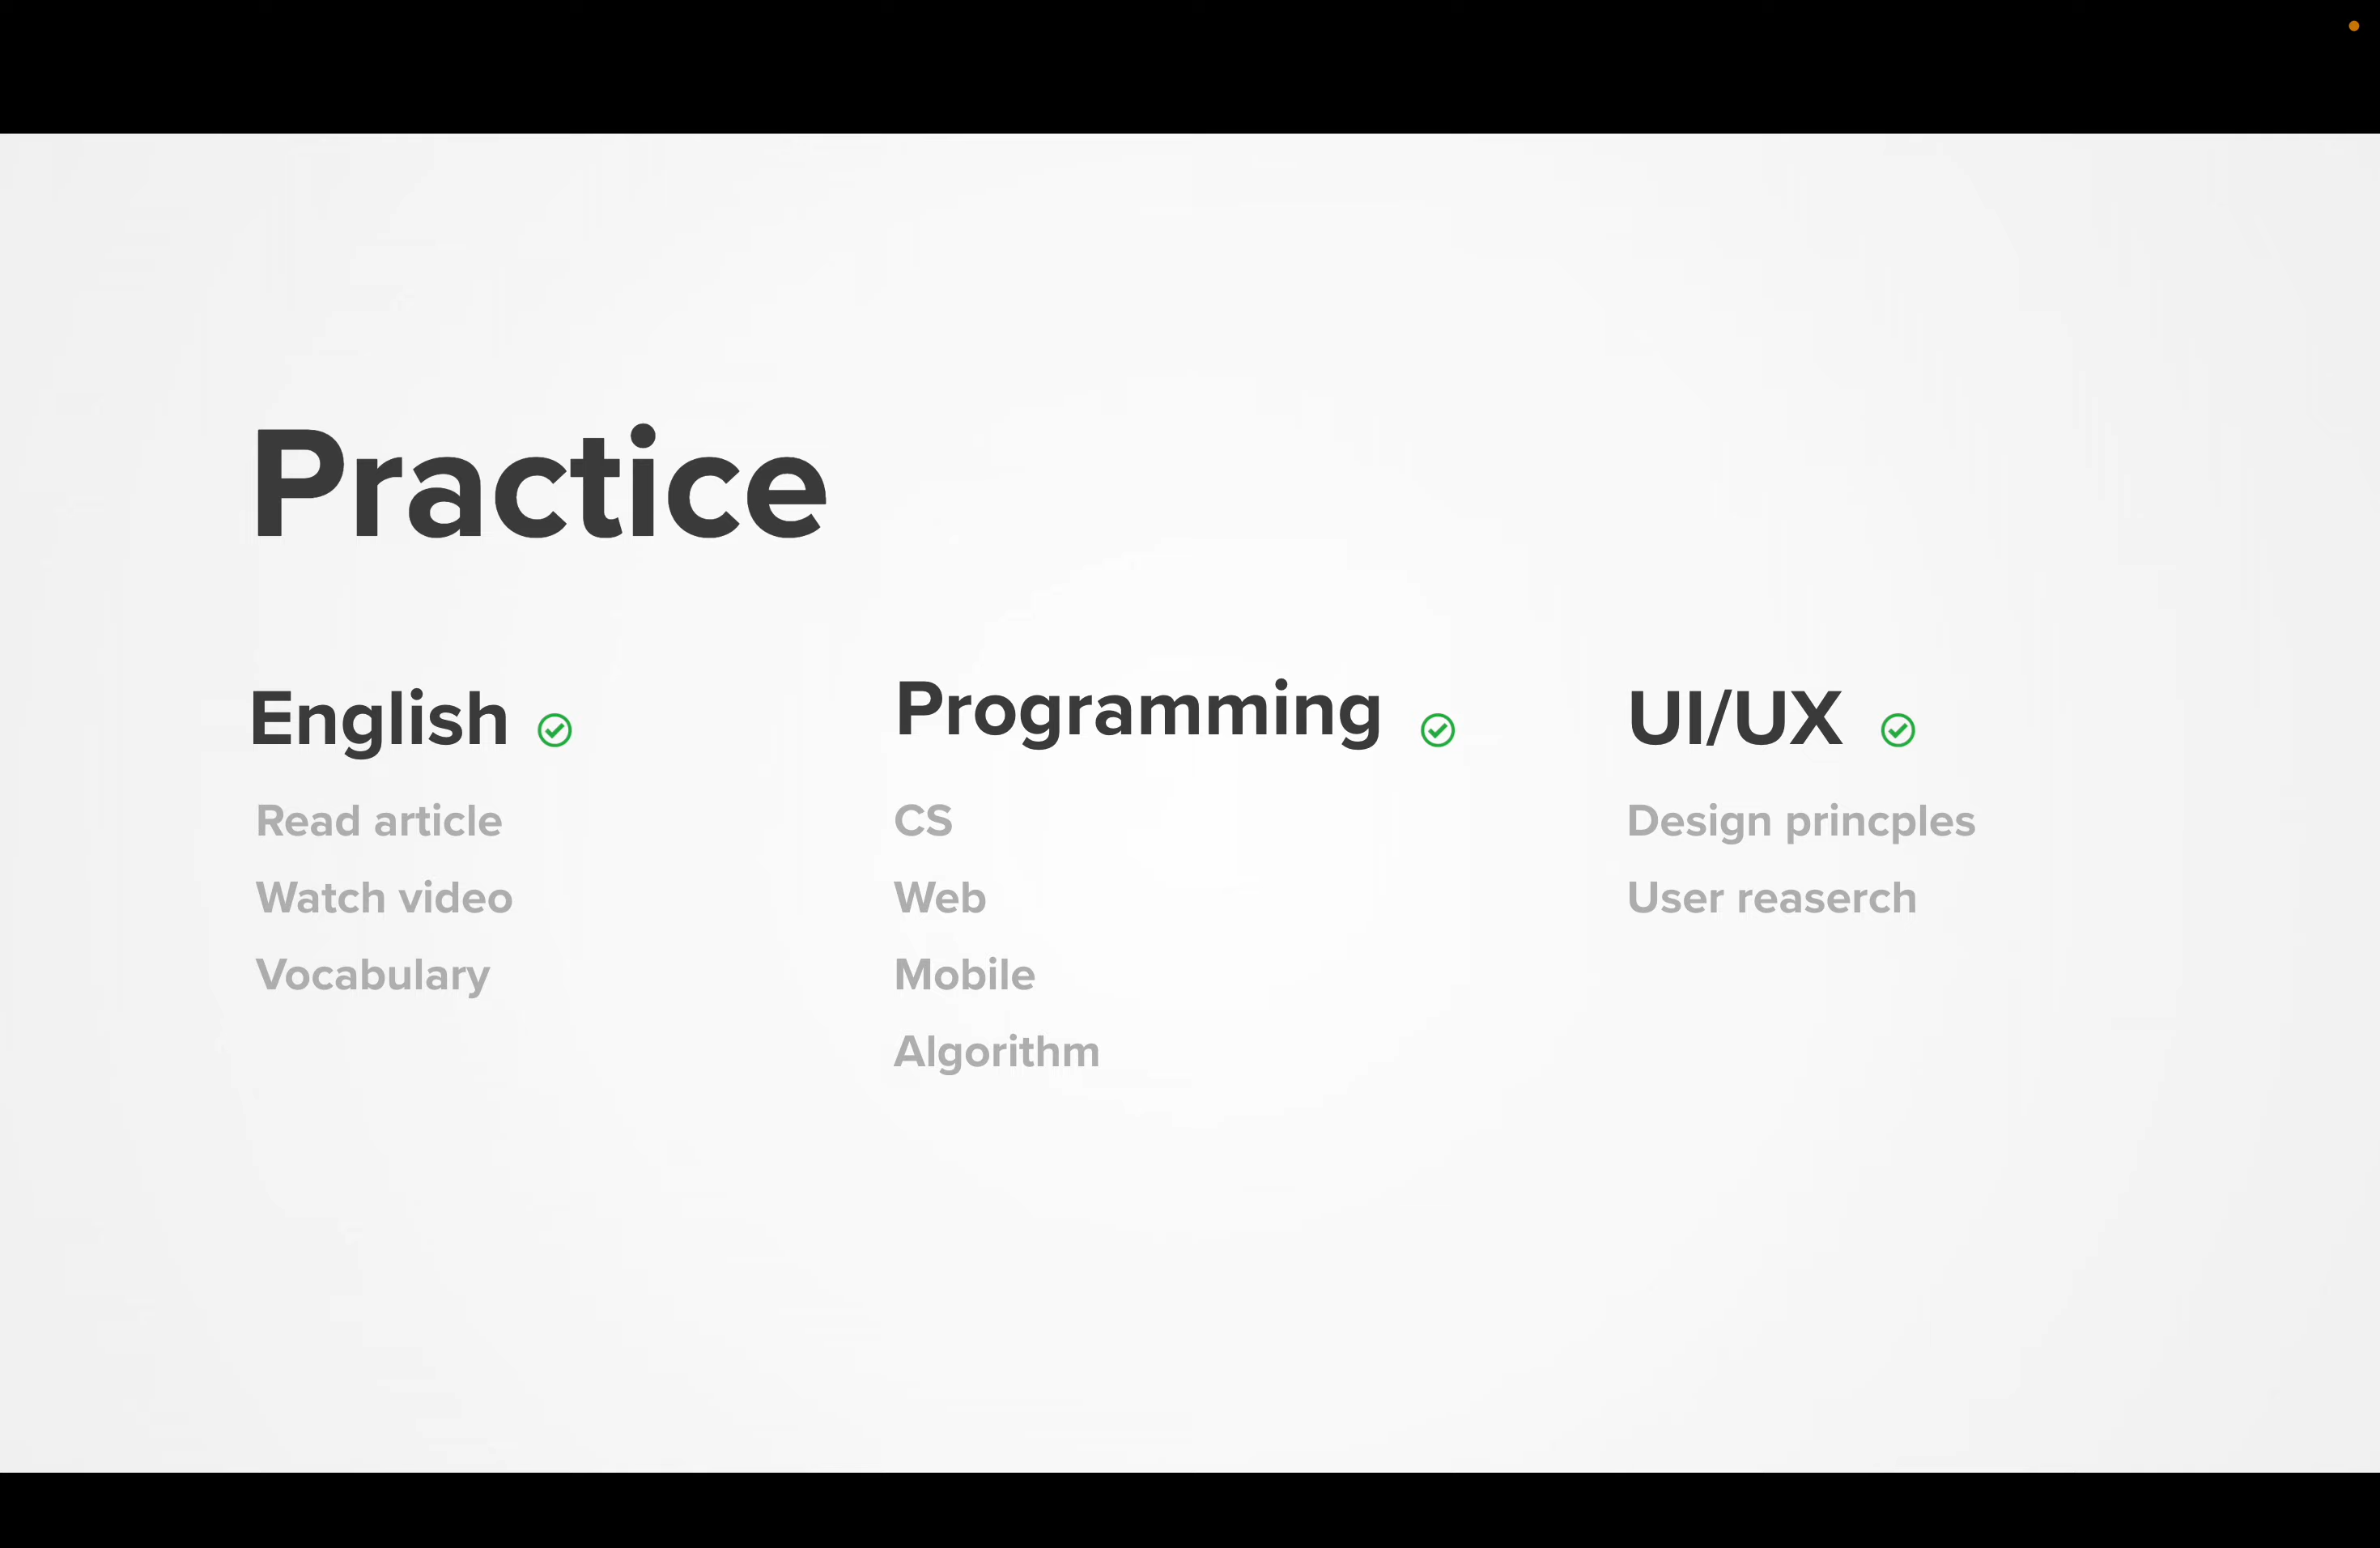 Practice
English
Read article
Watch video
Vocabulary
Programming
CS
Web
Mobile
Algorithm
UI/UX
Design princples
User reaserch